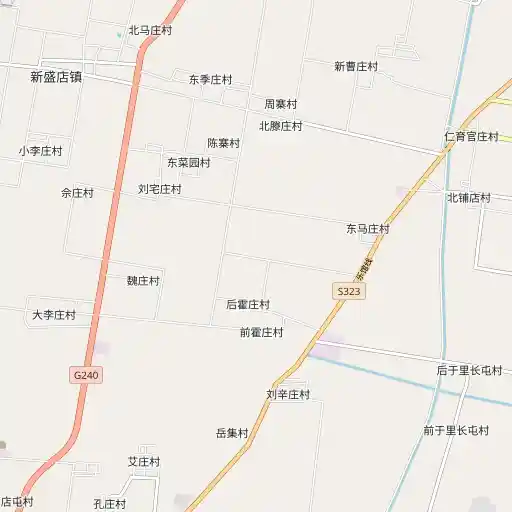 北马庄村
新曹庄村
新盛店镇
东季庄村
周寨村
北滕庄村
仁育官庄村
陈寨村
小李庄村
东菜园村
刘宅庄村
佘庄村
北铺店村
东马庄村
乐馆线
魏庄村
S323
后霍庄村
大李庄村
前霍庄村
G240
后于里长屯村
刘辛庄村
岳集村
前于里长屯村
艾庄村
店屯村
孔庄村